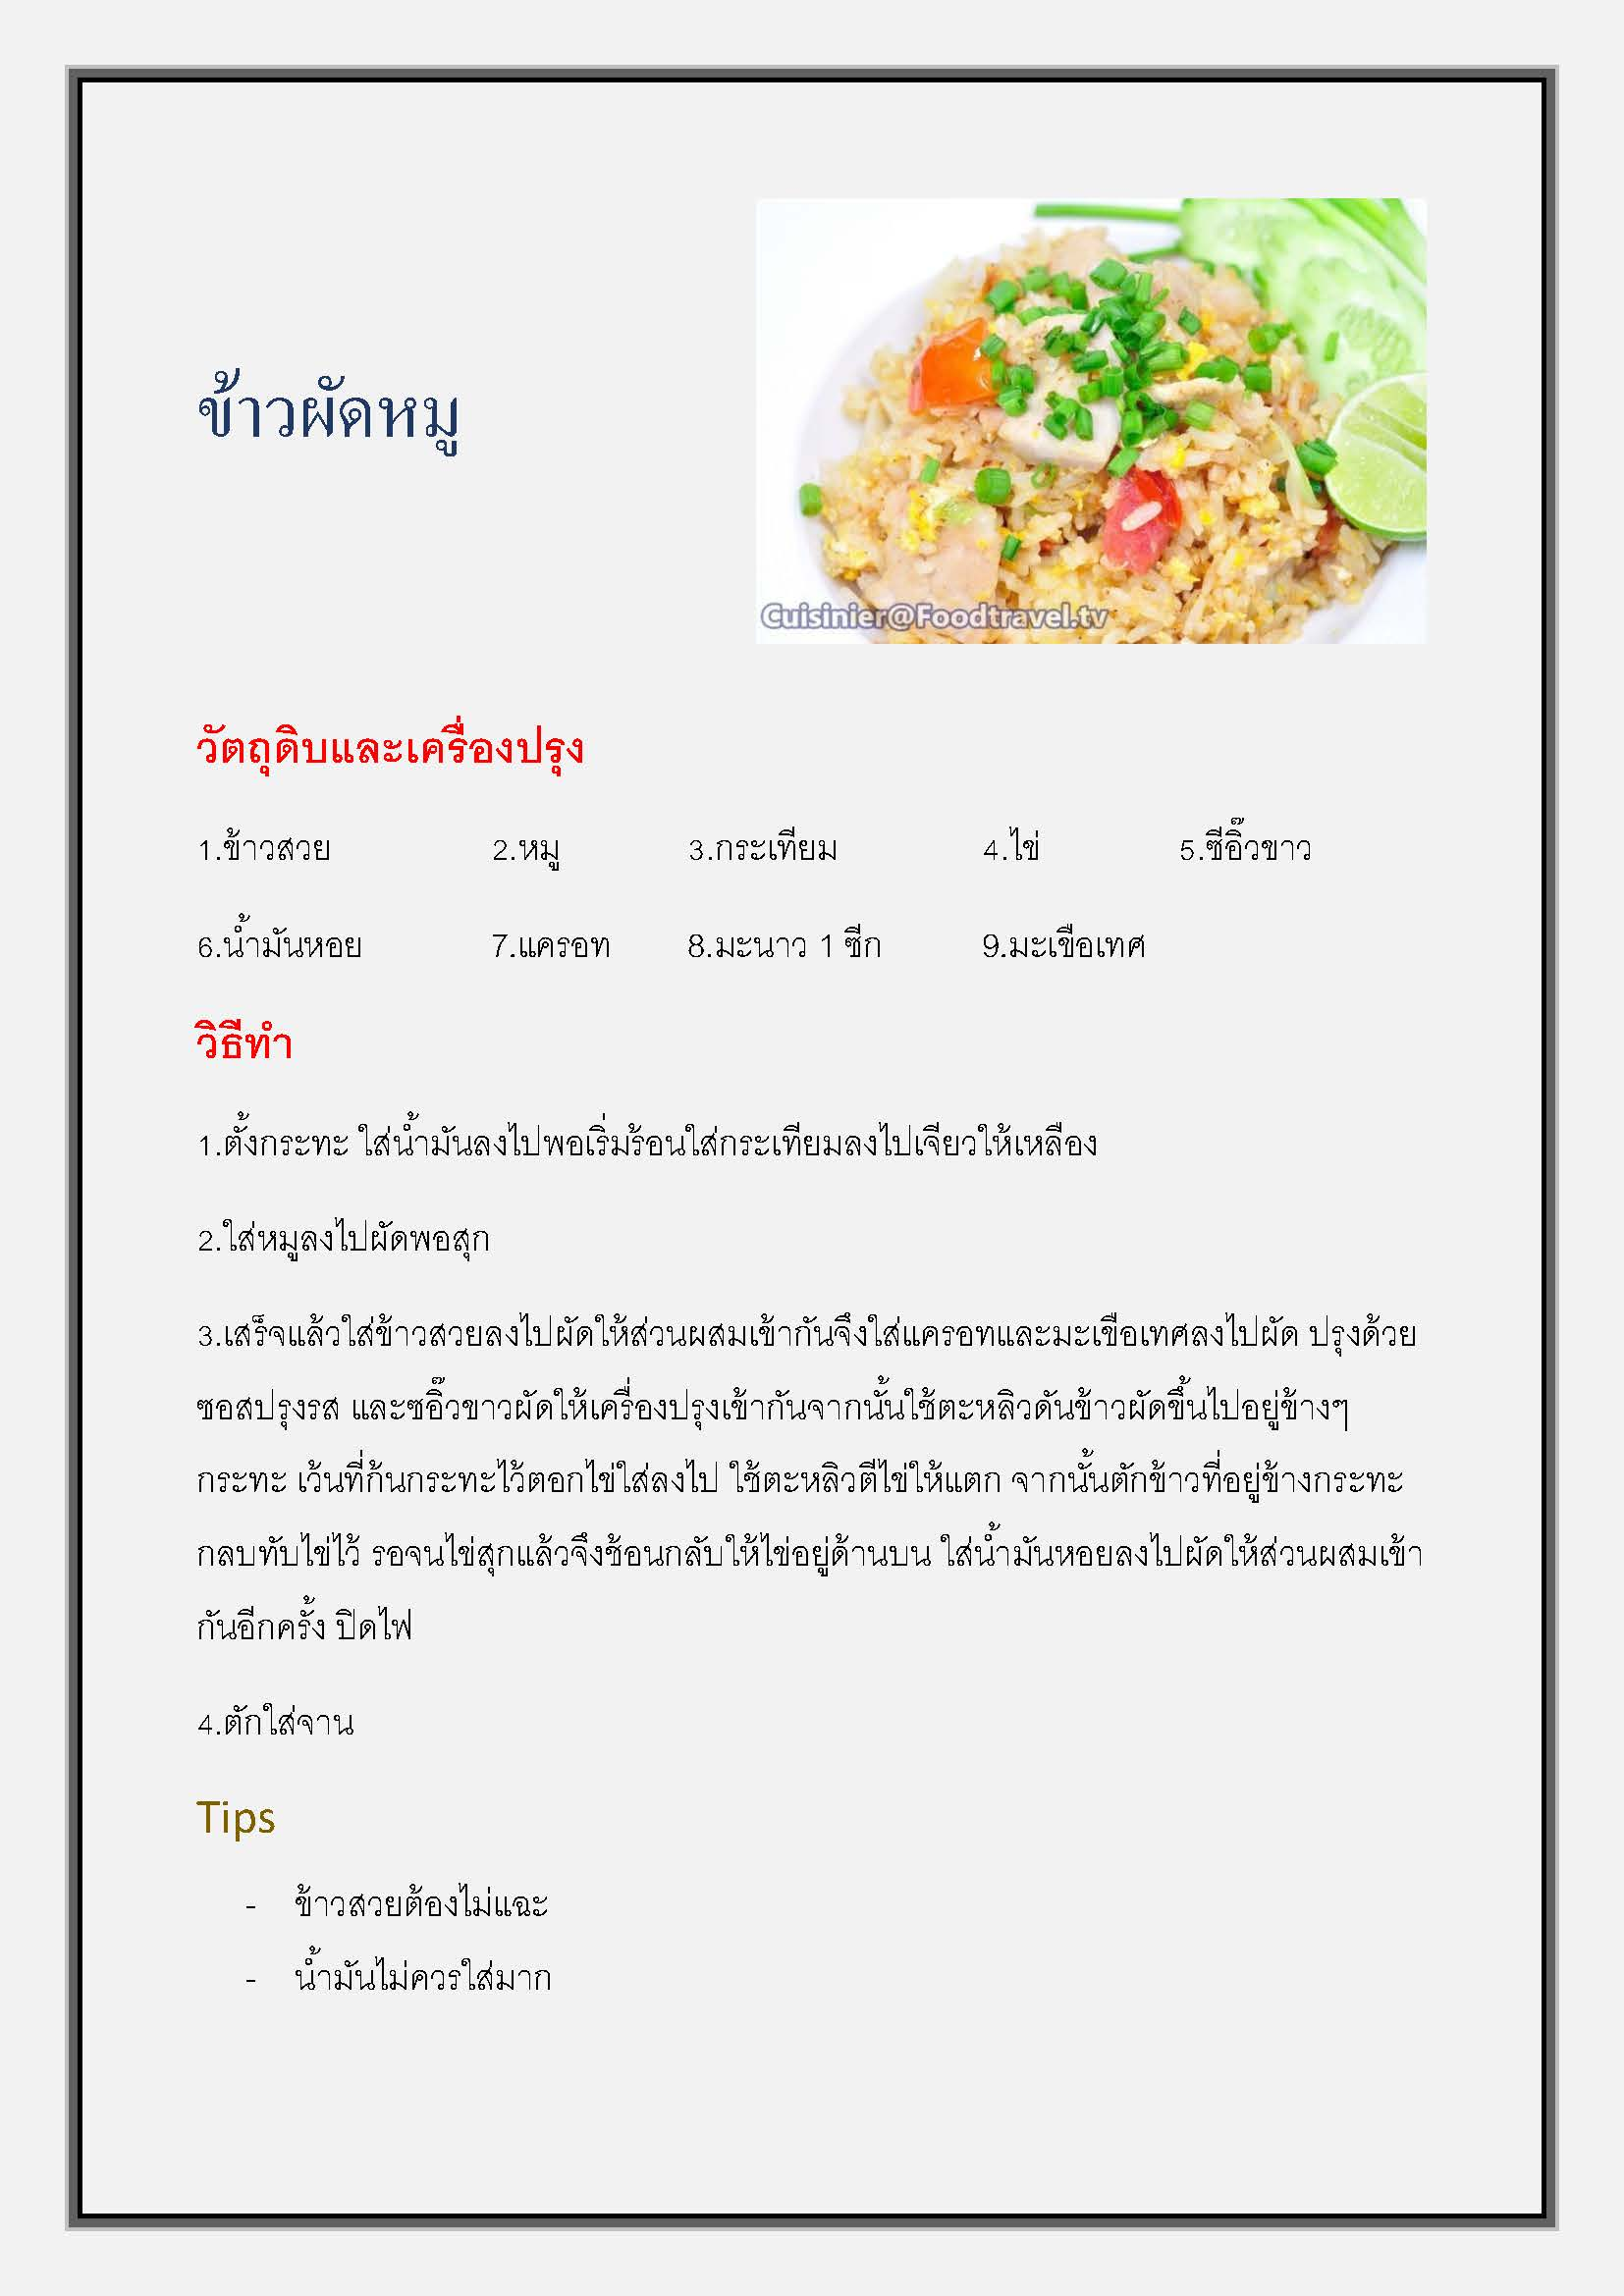 ข้าวผัดหมู
Cuisinier@Foodtravel.tv
วัตถุดิบและเครื่องปรุง
1.ข้าวสวย 2.หมู 3.กระเทียม 4.ไข่ 5.ซีอิ๊วขาว
6.น้ำมันหอย 7.แครอท 8.มะนาว 1 ซีก 9.มะเขือเทศ
วิธีทำ
1.ตั้งกระทะ ใส่น้ำมันลงไปพอเริ่มร้อนใส่กระเทียมลงไปเจียวให้เหลือง
2.ใส่หมูลงไปผัดพอสุก
3.เสร็จแล้วใส่ข้าวสวยลงไปผัดให้ส่วนผสมเข้ากันจึงใส่แครอทและมะเขือเทศลงไปผัด ปรุงด้วย
ซอสปรุงรส และซอิ๊วขาวผัดให้เครื่องปรุงเข้ากันจากนั้นใช้ตะหลิวดันข้าวผัดขึ้นไปอยู่ข้างๆ
กระทะ เว้นที่ก้นกระทะไว้ตอกไข่ใส่ลงไป ใช้ตะหลิวตีไข่ให้แตก จากนั้นตักข้าวที่อยู่ข้างกระทะ
กลบทับไข่ไว้ รอจนไข่สุกแล้วจึงช้อนกลับให้ไข่อยู่ด้านบน ใส่น้ำมันหอยลงไปผัดให้ส่วนผสมเข้า
กันอีกครั้ง ปิดไฟ
4.ตักใส่จาน
Tips
- ข้าวสวยต้องไม่แฉะ
- น้ำมันไม่ควรใส่มาก